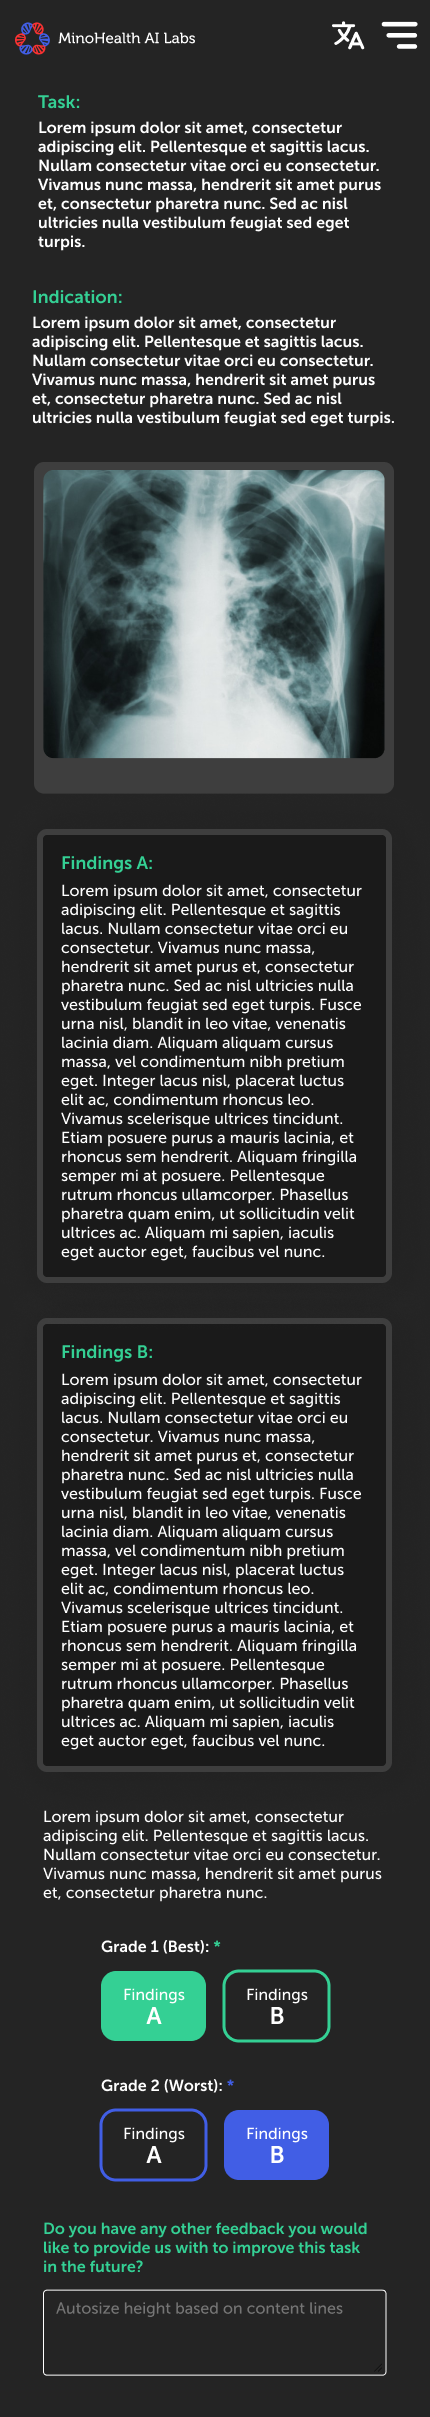 MinoHealth AI Labs
Task:
Lorem ipsum dolor sit amet, consectetur
adipiscing elit. Pellentesque et sagittis lacus.
Nullam consectetur vitae orci eu consectetur.
Vivamus nunc massa, hendrerit sit amet purus
et, consectetur pharetra nunc. Sed ac nisl
ultricies nulla vestibulum feugiat sed eget
turpis.
Indication:
Lorem ipsum dolor sit amet, consectetur
adipiscing elit. Pellentesque et sagittis lacus.
Nullam consectetur vitae orci eu consectetur.
Vivamus nunc massa, hendrerit sit amet purus
et, consectetur pharetra nunc. Sed ac nisl
ultricies nulla vestibulum feugiat sed eget turpis.
Findings A:
Lorem ipsum dolor sit amet, consectetur
adipiscing elit. Pellentesque et sagittis
lacus. Nullam consectetur vitae orci eu
consectetur. Vivamus nunc massa,
hendrerit sit amet purus et, consectetur
pharetra nunc. Sed ac nisl ultricies nulla
vestibulum feugiat sed eget turpis. Fusce
urna nisl, blandit in leo vitae, venenatis
lacinia diam. Aliquam aliquam cursus
massa, vel condimentum nibh pretium
eget. Integer lacus nisl, placerat luctus
elit ac, condimentum rhoncus leo.
Vivamus scelerisque ultrices tincidunt.
Etiam posuere purus a mauris lacinia, et
rhoncus sem hendrerit. Aliquam fringilla
semper mi at posuere. Pellentesque
rutrum rhoncus ullamcorper. Phasellus
pharetra quam enim, ut sollicitudin velit
ultrices ac. Aliquam mi sapien, iaculis
eget auctor eget, faucibus vel nunc.
Findings B:
Lorem ipsum dolor sit amet, consectetur
adipiscing elit. Pellentesque et sagittis
lacus. Nullam consectetur vitae orci eu
consectetur. Vivamus nunc massa,
hendrerit sit amet purus et, consectetur
pharetra nunc. Sed ac nisl ultricies nulla
vestibulum feugiat sed eget turpis. Fusce
urna nisl, blandit in leo vitae, venenatis
lacinia diam. Aliquam aliquam cursus
massa, vel condimentum nibh pretium
eget. Integer lacus nisl, placerat luctus
elit ac, condimentum rhoncus leo.
Vivamus scelerisque ultrices tincidunt.
Etiam posuere purus a mauris lacinia, et
rhoncus sem hendrerit. Aliquam fringilla
semper mi at posuere. Pellentesque
rutrum rhoncus ullamcorper. Phasellus
pharetra quam enim, ut sollicitudin velit
ultrices ac. Aliquam mi sapien, iaculis
eget auctor eget, faucibus vel nunc.
Lorem ipsum dolor sit amet, consectetur
adipiscing elit. Pellentesque et sagittis lacus.
Nullam consectetur vitae orci eu consectetur.
Vivamus nunc massa, hendrerit sit amet purus
et, consectetur pharetra nunc.
Grade 1 (Best): *
Findings
A
Findings
B
Grade 2 (Worst): *
Findings
A
Findings
B
Do you have any other feedback you would
like to provide us with to improve this task
in the future?
Autosize height based on content lines